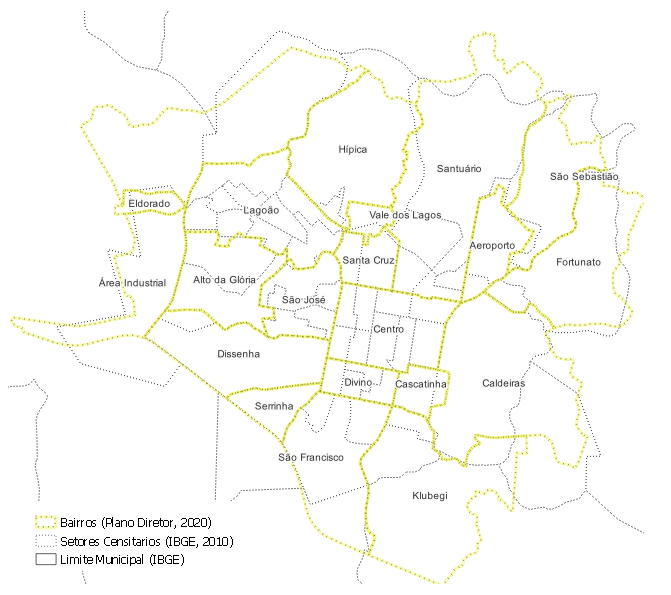 Hípica
Santuário
São Sebastião
Eldorado
Lagoão
Vale dos Lagos
Aeroporto
Santa Cruz
Fortunato
Área Industrial
Alto da Glória
São José
Centro
Dissenha
Divino
Cascatinha
Caldeiras
Serrinha
São Francisco
Klubegi
Bairros (Plano Diretor, 2020)
Setores Censitarios (IBGE, 2010)
Limite Municipal (IBGE)